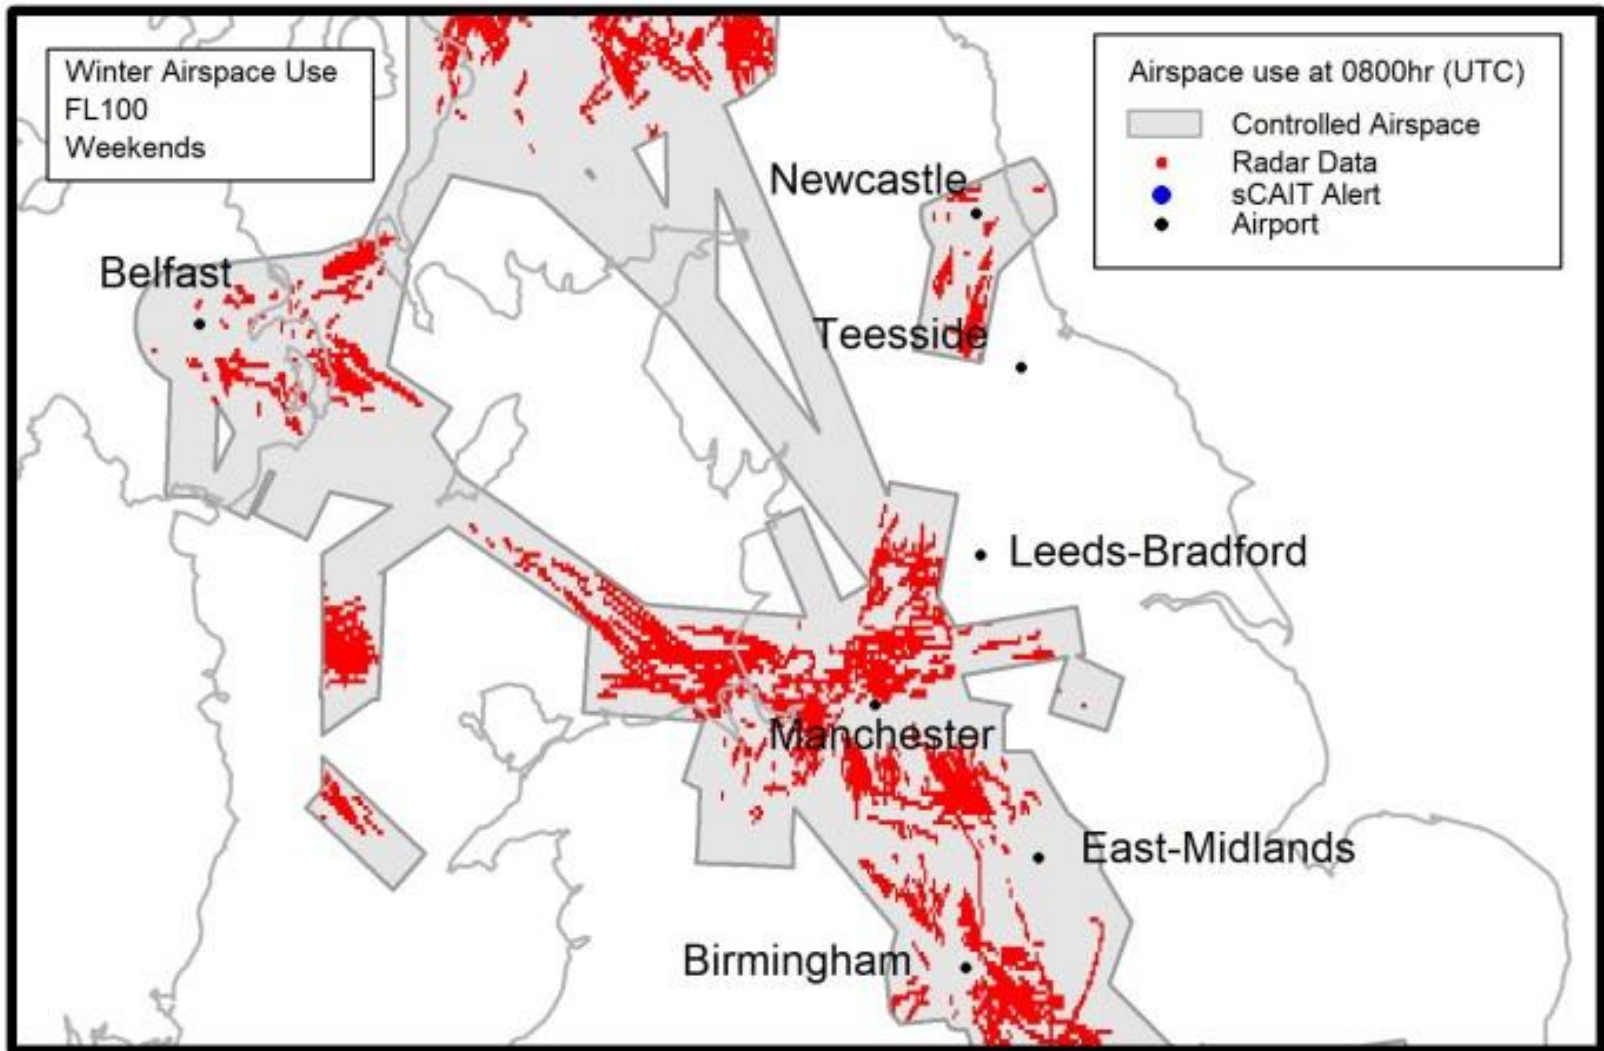 Winter Airspace Use
FL100
Weekends
Airspace use at 0800hr (UTC)
Controlled Airspace
Radar Data
sCAIT Alert
Airport
Newcastle
Belfast
Teesside
Leeds-Bradford
Manchester
East-Midlands
Birmingham